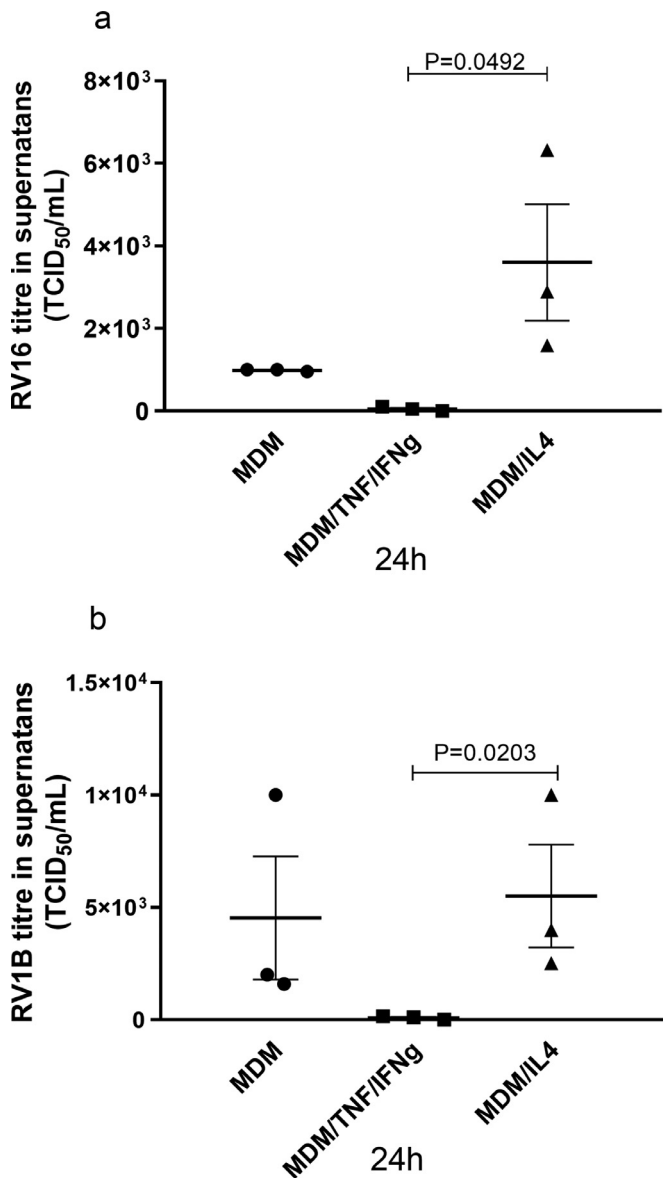 a
P=0.0492
8×10³
6×10³
4×10³
2×10³
0
RV16 titre in supernatans
(TCID₅₀/mL)
MDM
MDM/TNF/IFNg
MDM/IL4
24h
b
P=0.0203
1.5×10⁴
1×10⁴
5×10³
0
RV1B titre in supernatans
(TCID₅₀/mL)
MDM
MDM/TNF/IFNg
MDM/IL4
24h